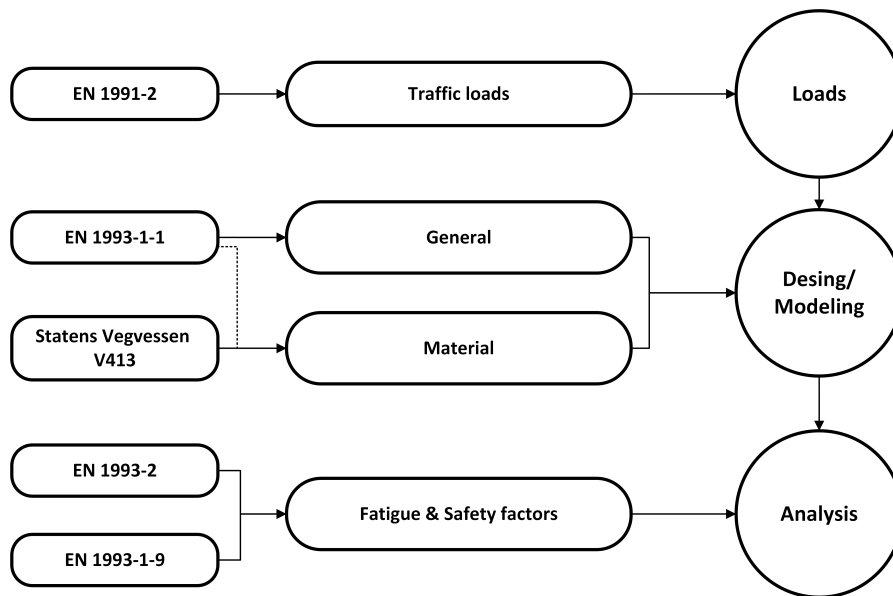 EN 1991-2
Traffic loads
Loads
EN 1993-1-1
General
Desing/
Modeling
Statens Vegvessen
V413
Material
EN 1993-2
Fatigue & Safety factors
Analysis
EN 1993-1-9